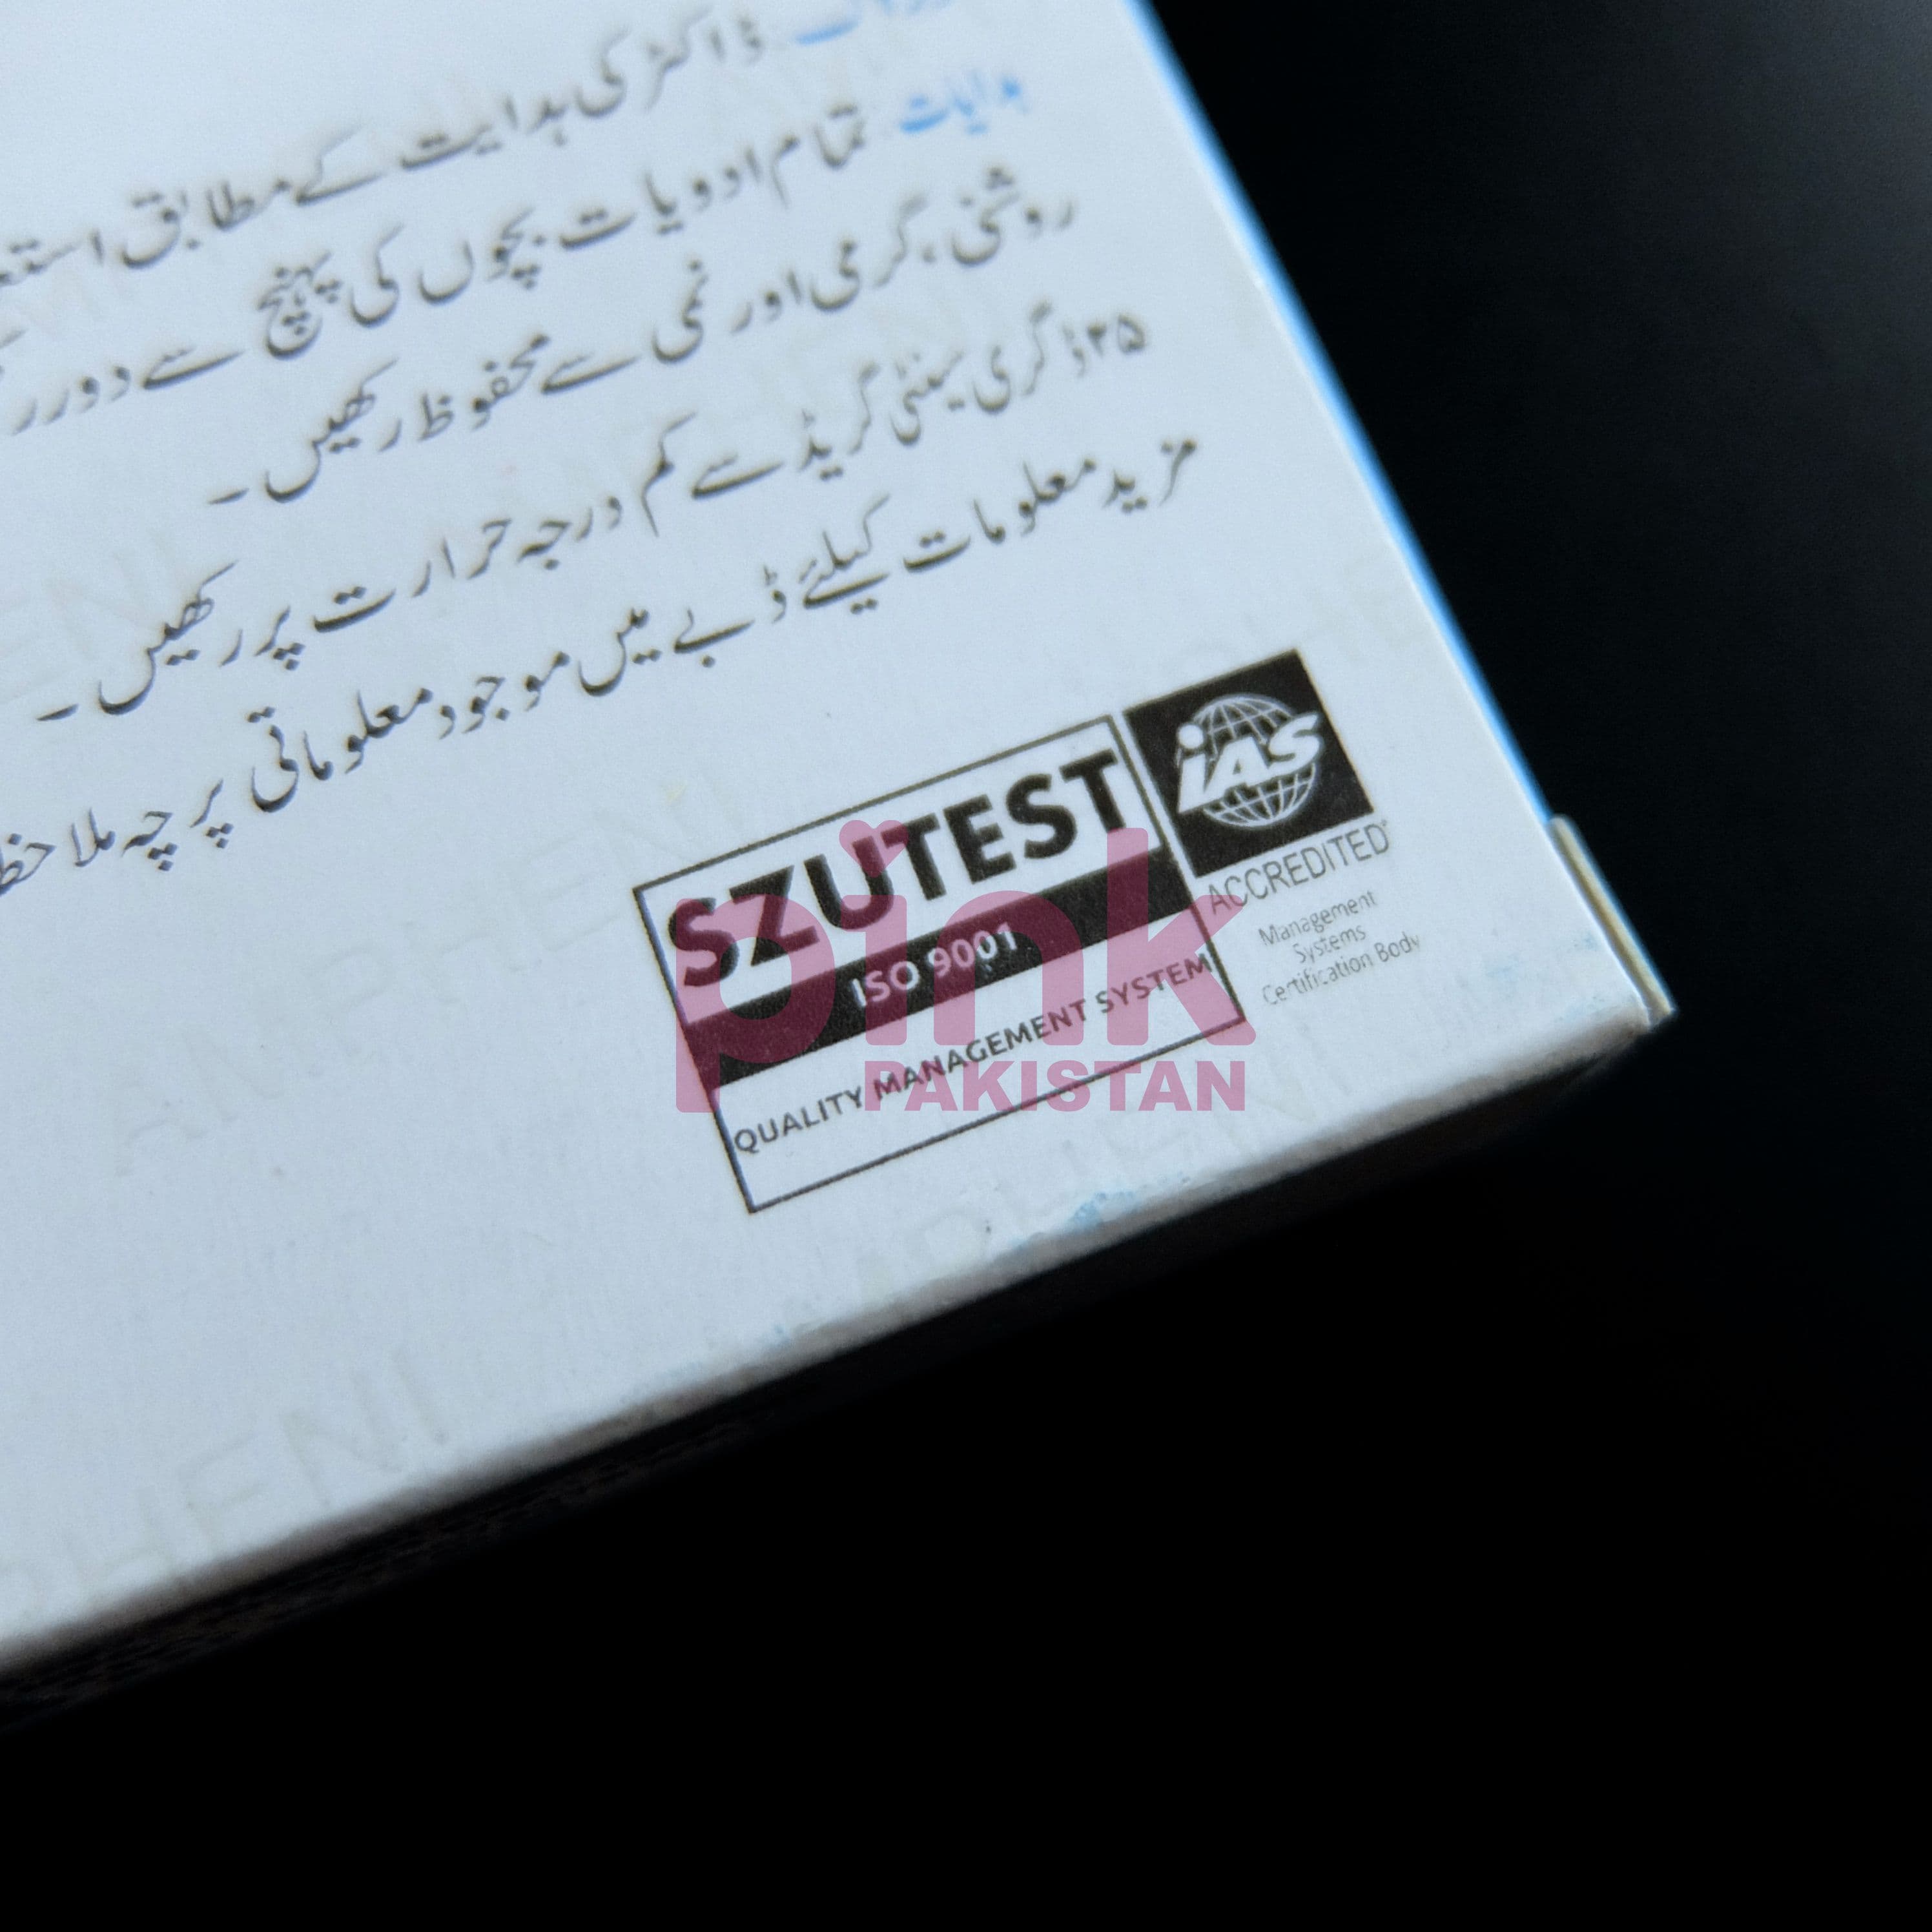 ڈاکٹر کی ہدایت کے مطابق
ہدایات: تمام ادویات بچوں کی پہنچ سے دور
روشنی، گرمی اور نمی سے محفوظ رکھیں۔
۲۵ ڈگری سینٹی گریڈ سے کم درجہ حرارت پر رکھیں۔
مزید معلومات کیلئے ڈبے میں موجود معلوماتی پرچہ
SZUTEST
ISO 9001
QUALITY MANAGEMENT SYSTEM
iAS
ACCREDITED
Management
Systems
Certification Body
pink
PAKISTAN